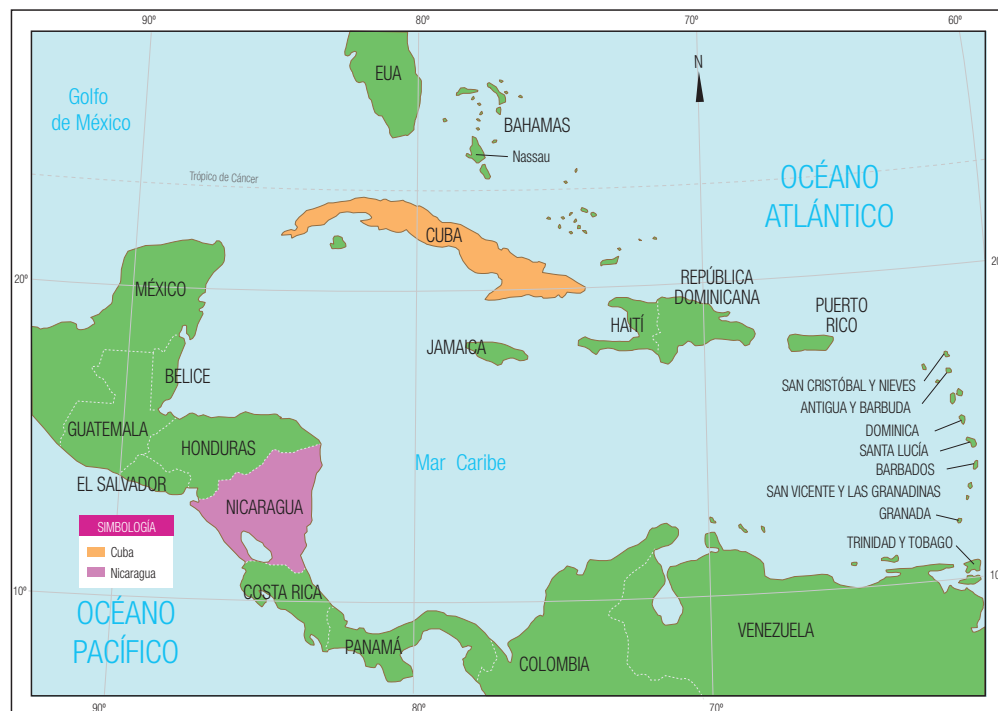 90º
80º
70º
60º
N
EUA
Golfo
de México
BAHAMAS
Nassau
Trópico de Cáncer
OCÉANO
ATLÁNTICO
CUBA
20º
20º
MÉXICO
REPÚBLICA
DOMINICANA
PUERTO
RICO
HAITÍ
JAMAICA
BELICE
SAN CRISTÓBAL Y NIEVES
ANTIGUA Y BARBUDA
GUATEMALA
DOMINICA
HONDURAS
SANTA LUCÍA
Mar Caribe
BARBADOS
EL SALVADOR
SAN VICENTE Y LAS GRANADINAS
NICARAGUA
GRANADA
SIMBOLOGÍA
Cuba
Nicaragua
TRINIDAD Y TOBAGO
10º
10º
COSTA RICA
OCÉANO
PACÍFICO
PANAMÁ
VENEZUELA
COLOMBIA
90º
80º
70º